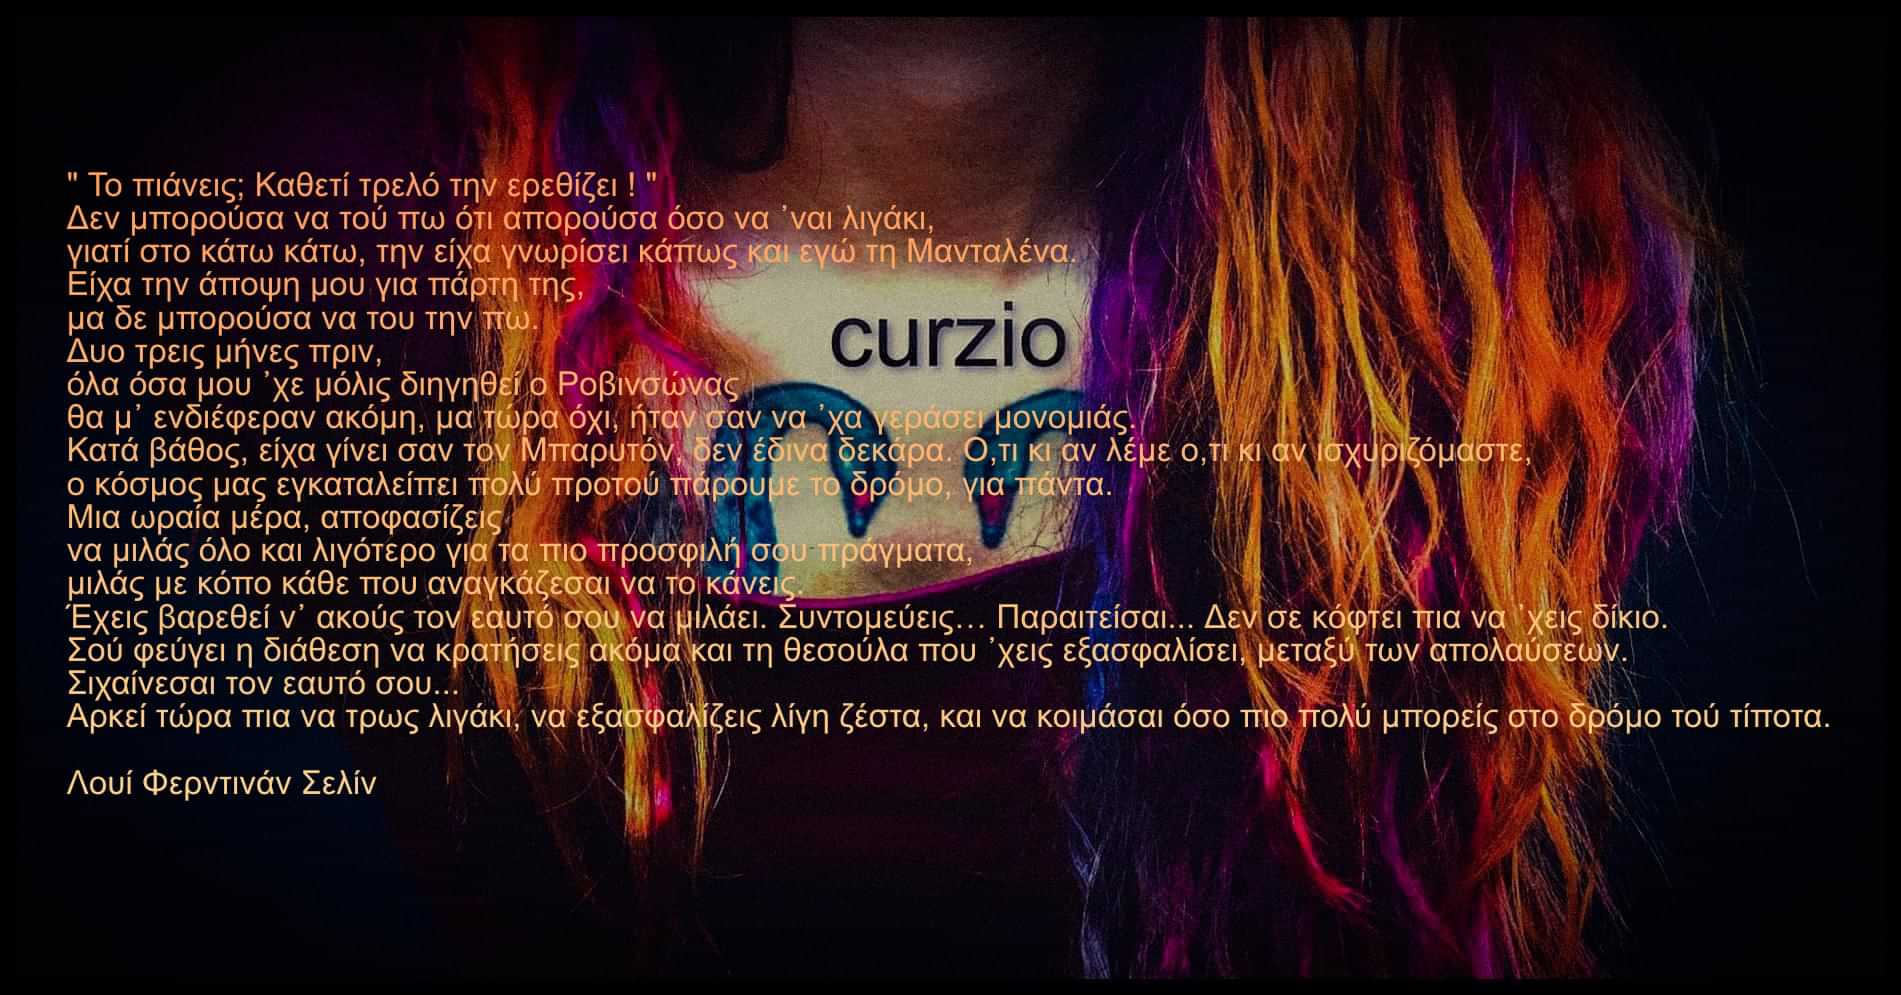 " Το πιάνεις; Καθετί τρελό την ερεθίζει ! "
Δεν μπορούσα να τού πω ότι απορούσα όσο να ’ναι λιγάκι,
γιατί στο κάτω κάτω, την είχα γνωρίσει κάπως και εγώ τη Μανταλένα.
Είχα την άποψη μου για πάρτη της,
μα δε μπορούσα να του την πω.
Δυο τρεις μήνες πριν,
όλα όσα μου ’χε μόλις διηγηθεί ο Ροβινσώνας
θα μ’ ενδιέφεραν ακόμη, μα τώρα όχι, ήταν σαν να ’χα γεράσει μονομιάς.
Κατά βάθος, είχα γίνει σαν τον Μπαρυτόν, δεν έδινα δεκάρα. Ο,τι κι αν λέμε ο,τι κι αν ισχυριζόμαστε,
ο κόσμος μας εγκαταλείπει πολύ προτού πάρουμε το δρόμο, για πάντα.
Μια ωραία μέρα, αποφασίζεις
να μιλάς όλο και λιγότερο για τα πιο προσφιλή σου πράγματα,
μιλάς με κόπο κάθε που αναγκάζεσαι να το κάνεις.
Έχεις βαρεθεί ν’ ακούς τον εαυτό σου να μιλάει. Συντομεύεις… Παραιτείσαι... Δεν σε κόφτει πια να ’χεις δίκιο.
Σού φεύγει η διάθεση να κρατήσεις ακόμα και τη θεσούλα που ’χεις εξασφαλίσει, μεταξύ των απολαύσεων.
Σιχαίνεσαι τον εαυτό σου...
Αρκεί τώρα πια να τρως λιγάκι, να εξασφαλίζεις λίγη ζέστα, και να κοιμάσαι όσο πιο πολύ μπορείς στο δρόμο τού τίποτα.
Λουί Φερντινάν Σελίν
curzio